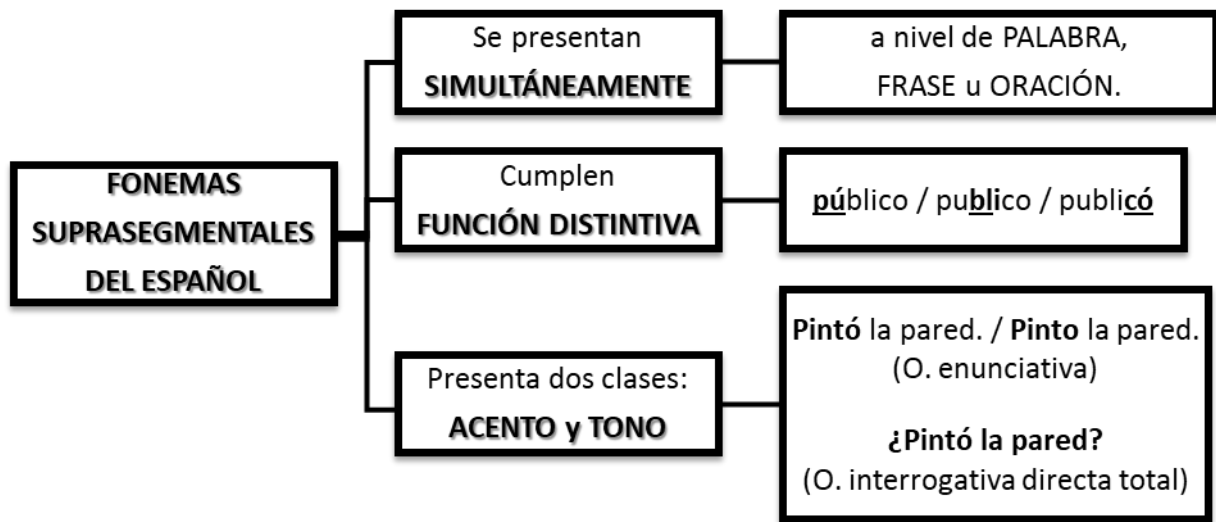 FONEMAS
SUPRASEGMENTALES
DEL ESPAÑOL
Se presentan
SIMULTÁNEAMENTE
a nivel de PALABRA,
FRASE u ORACIÓN.
Cumplen
FUNCIÓN DISTINTIVA
público / publico / publicó
Presenta dos clases:
ACENTO y TONO
Pintó la pared. / Pinto la pared.
(O. enunciativa)
¿Pintó la pared?
(O. interrogativa directa total)